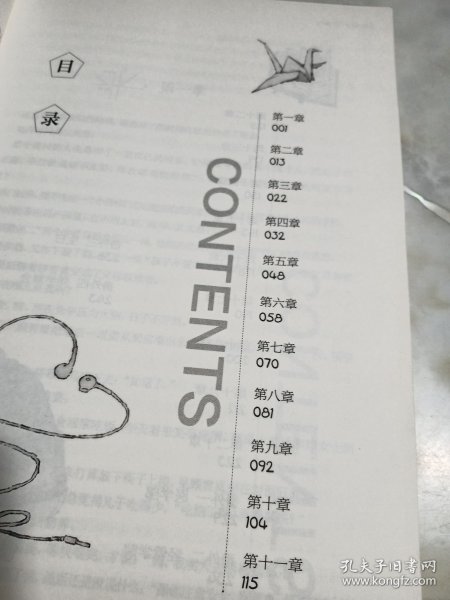 目
录
CONTENTS
第一章
001
第二章
013
第三章
022
第四章
032
第五章
048
第六章
058
第七章
070
第八章
081
第九章
092
第十章
104
第十一章
115
孔夫子旧书网
www.kongfz.com